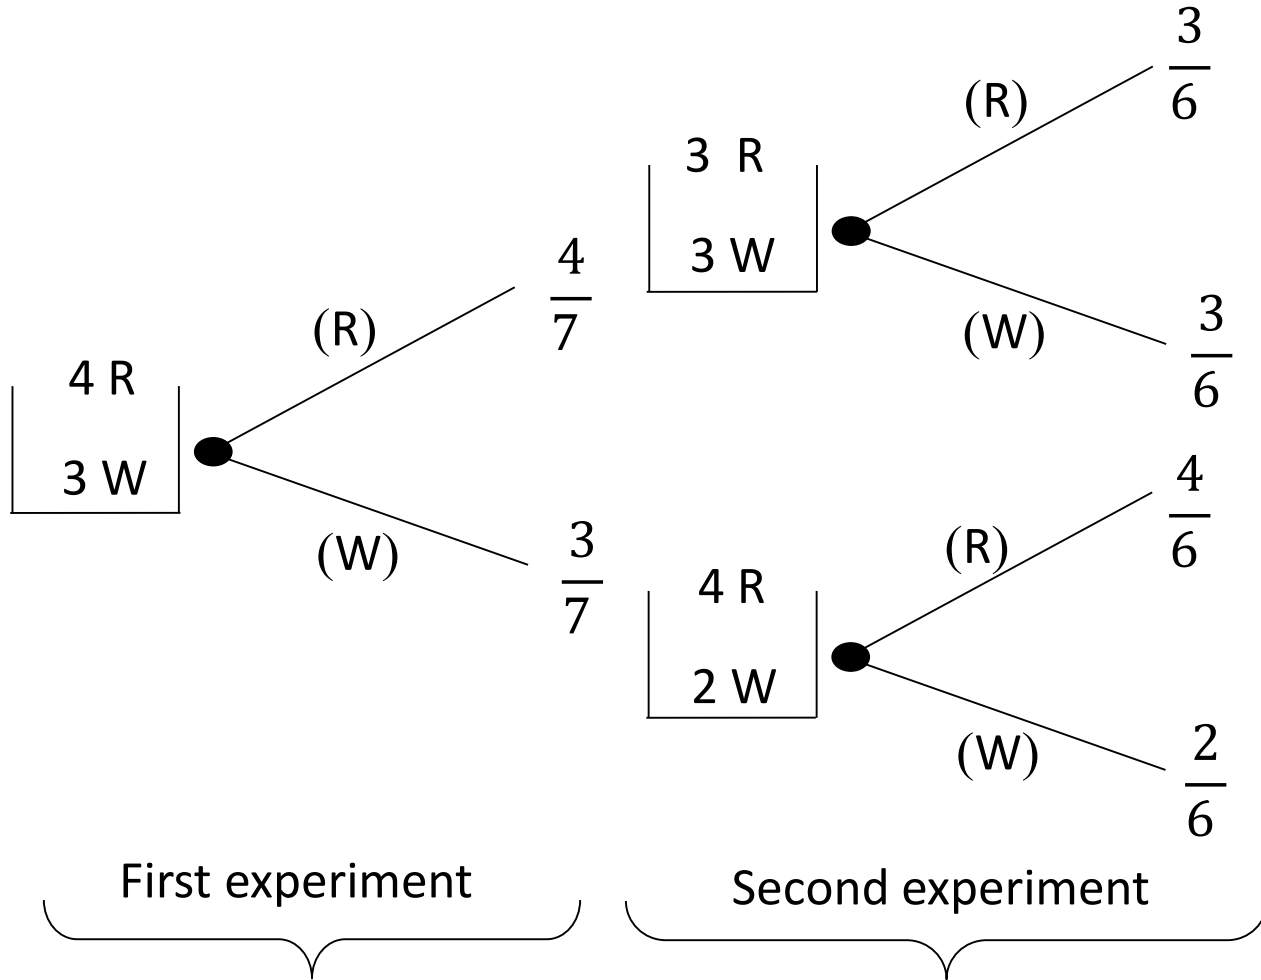 3
6
(R)
3 R
3 W
4
7
(R)
3
6
(W)
4 R
3 W
4
6
(W)
3
7
(R)
4 R
2 W
2
6
(W)
First experiment
Second experiment